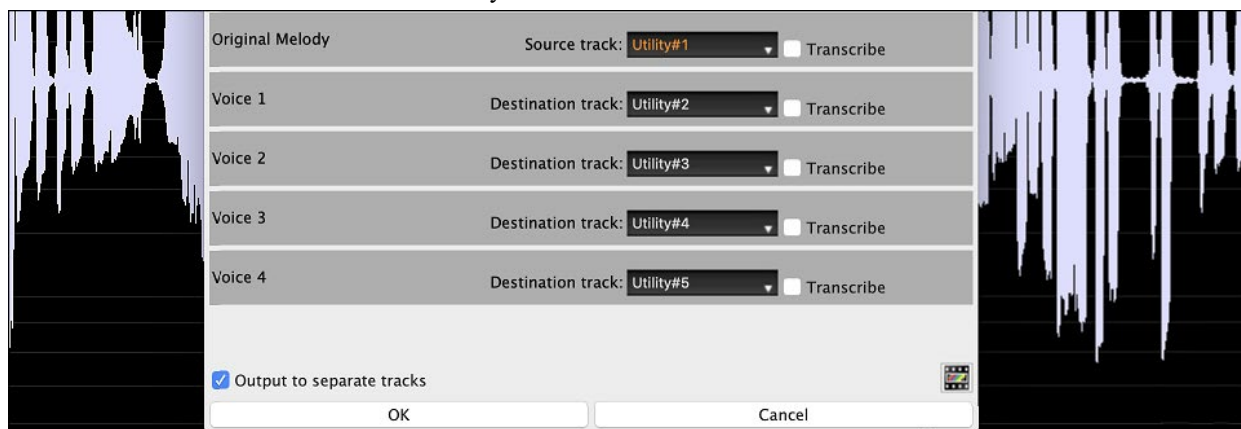 Original Melody Source track: Utility#1 Transcribe
Voice 1 Destination track: Utility#2 Transcribe
Voice 2 Destination track: Utility#3 Transcribe
Voice 3 Destination track: Utility#4 Transcribe
Voice 4 Destination track: Utility#5 Transcribe
Output to separate tracks
OK Cancel